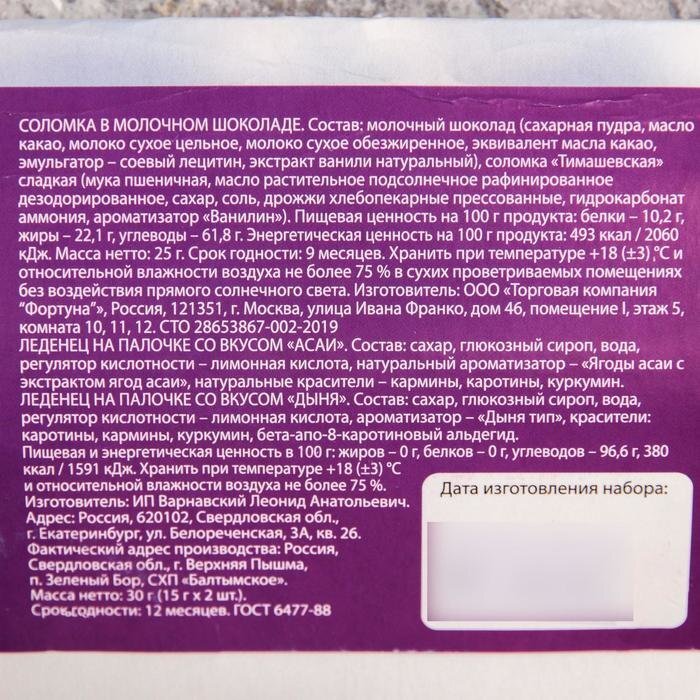 СОЛОМКА В МОЛОЧНОМ ШОКОЛАДЕ. Состав: молочный шоколад (сахарная пудра, масло
какао, молоко сухое цельное, молоко сухое обезжиренное, эквивалент масла какао,
эмульгатор – соевый лецитин, экстракт ванили натуральный), соломка «Тимашевская»
сладкая (мука пшеничная, масло растительное подсолнечное рафинированное
дезодорированное, сахар, соль, дрожжи хлебопекарные прессованные, гидрокарбонат
аммония, ароматизатор «Ванилин»). Пищевая ценность на 100 г продукта: белки – 10,2 г,
жиры – 22,1 г, углеводы – 61,8 г. Энергетическая ценность на 100 г продукта: 493 ккал / 2060
кДж. Масса нетто: 25 г. Срок годности: 9 месяцев. Хранить при температуре +18 (±3) °С и
относительной влажности воздуха не более 75 % в сухих проветриваемых помещениях
без воздействия прямого солнечного света. Изготовитель: ООО «Торговая компания
"Фортуна"», Россия, 121351, г. Москва, улица Ивана Франко, дом 46, помещение I, этаж 5,
комната 10, 11, 12. СТО 28653867-002-2019
ЛЕДЕНЕЦ НА ПАЛОЧКЕ СО ВКУСОМ «АСАИ». Состав: сахар, глюкозный сироп, вода,
регулятор кислотности – лимонная кислота, натуральный ароматизатор – «Ягоды асаи с
экстрактом ягод асаи», натуральные красители – кармины, каротины, куркумин.
ЛЕДЕНЕЦ НА ПАЛОЧКЕ СО ВКУСОМ «ДЫНЯ». Состав: сахар, глюкозный сироп, вода,
регулятор кислотности – лимонная кислота, ароматизатор – «Дыня тип», красители:
каротины, кармины, куркумин, бета-апо-8-каротиновый альдегид.
Пищевая и энергетическая ценность в 100 г: жиров – 0 г, белков – 0 г, углеводов – 96,6 г, 380
ккал / 1591 кДж. Хранить при температуре +18 (±3) °С
и относительной влажности воздуха не более 75 %.
Изготовитель: ИП Варнавский Леонид Анатольевич.
Адрес: Россия, 620102, Свердловская обл.,
г. Екатеринбург, ул. Белореченская, 3А, кв. 26.
Фактический адрес производства: Россия,
Свердловская обл., г. Верхняя Пышма,
п. Зеленый Бор, СХП «Балтымское».
Масса нетто: 30 г (15 г х 2 шт.).
Срок годности: 12 месяцев. ГОСТ 6477-88
Дата изготовления набора: